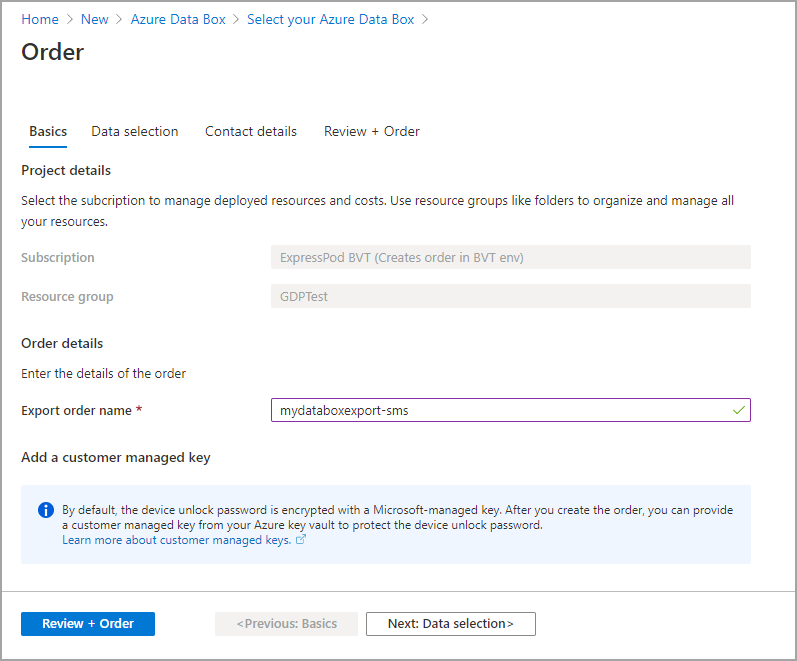 Home > New > Azure Data Box > Select your Azure Data Box >
Order
Basics Data selection Contact details Review + Order
Project details
Select the subcription to manage deployed resources and costs. Use resource groups like folders to organize and manage all
your resources.
Subscription ExpressPod BVT (Creates order in BVT env)
Resource group GDPTest
Order details
Enter the details of the order
Export order name * mydataboxexport-sms
Add a customer managed key
By default, the device unlock password is encrypted with a Microsoft-managed key. After you create the order, you can provide
a customer managed key from your Azure key vault to protect the device unlock password.
Learn more about customer managed keys.
Review + Order <Previous: Basics Next: Data selection>